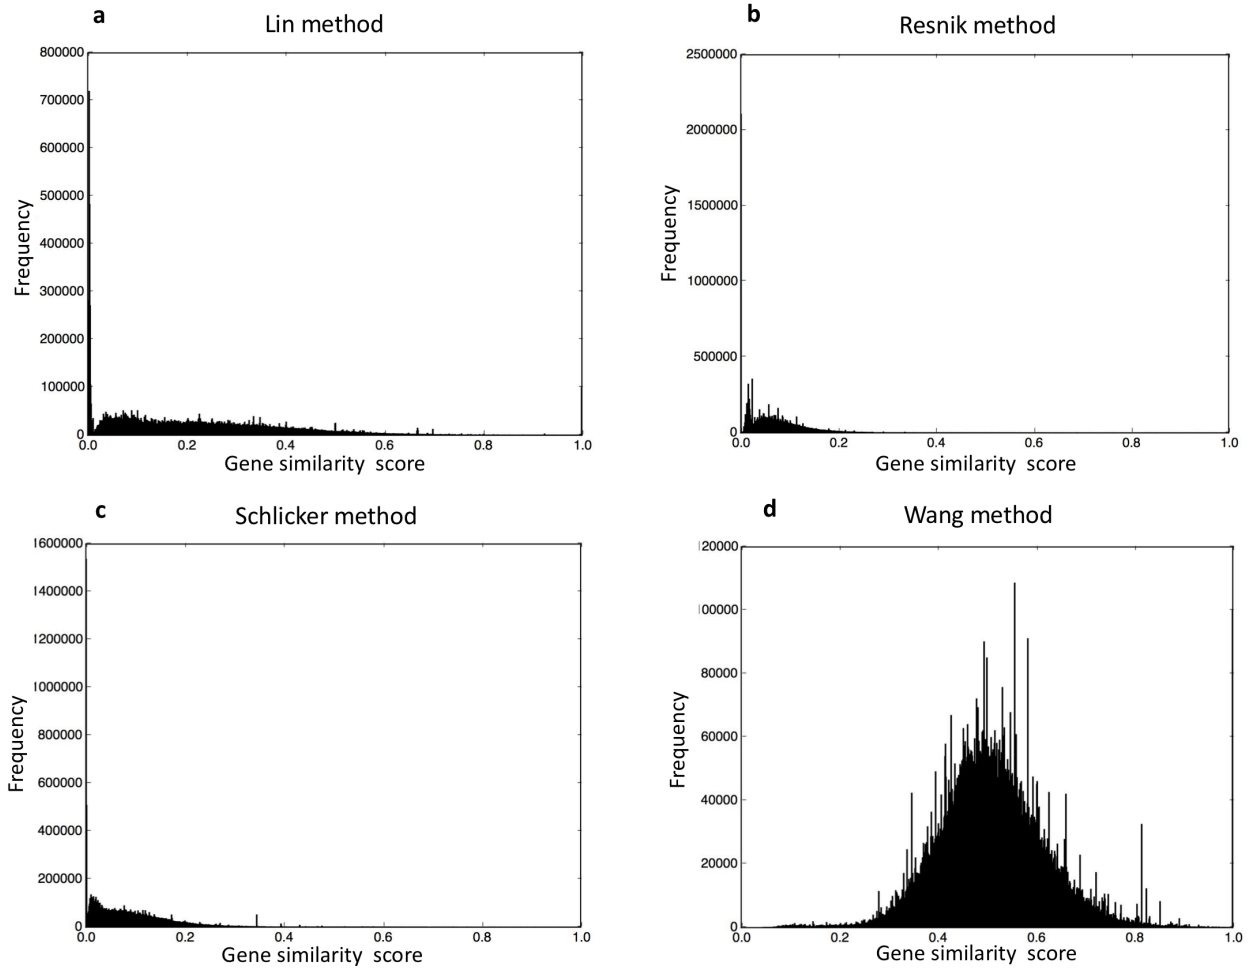 a
Lin method
800000
700000
600000
500000
400000
300000
200000
100000
0
Frequency
0.0 0.2 0.4 0.6 0.8 1.0
Gene similarity score
b
Resnik method
2500000
2000000
1500000
1000000
500000
0
Frequency
0.0 0.2 0.4 0.6 0.8 1.0
Gene similarity score
c
Schlicker method
1600000
1400000
1200000
1000000
800000
600000
400000
200000
0
Frequency
0.0 0.2 0.4 0.6 0.8 1.0
Gene similarity score
d
Wang method
20000
00000
80000
60000
40000
20000
0
Frequency
0.0 0.2 0.4 0.6 0.8 1.0
Gene similarity score